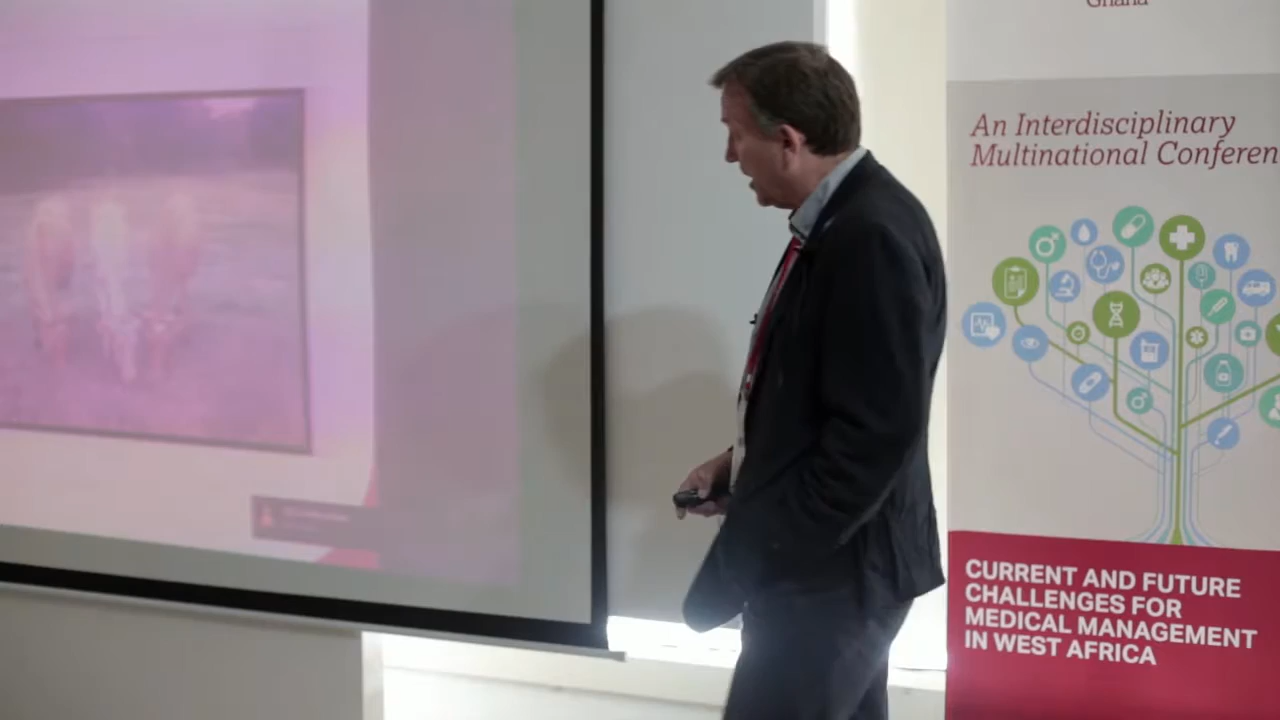 Ghana
An Interdisciplinary
Multinational Conferen
CURRENT AND FUTURE
CHALLENGES FOR
MEDICAL MANAGEMENT
IN WEST AFRICA